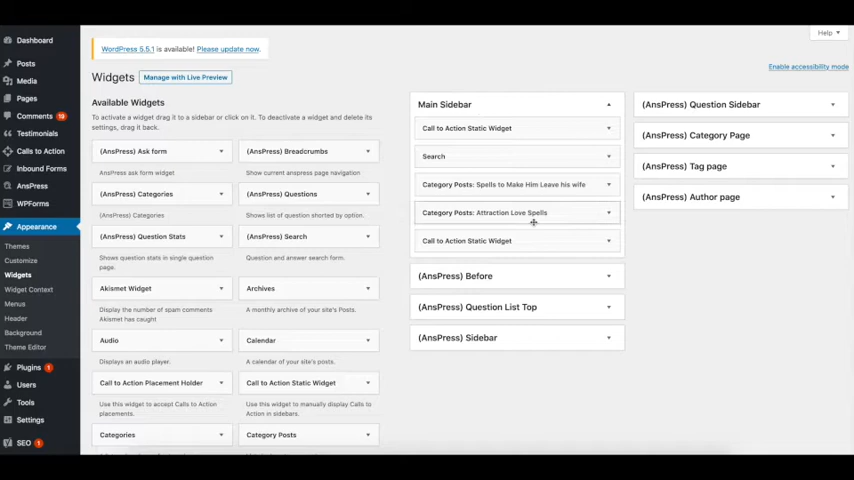 Help
WordPress 5.5.1 is available! Please update now.
Enable accessibility mode
Widgets
Manage with Live Preview
Dashboard
Posts
Media
Pages
Comments 19
Testimonials
Calls to Action
Inbound Forms
AnsPress
WPForms
Appearance
Themes
Customize
Widgets
Widget Context
Menus
Header
Background
Theme Editor
Plugins 1
Users
Tools
Settings
SEO 1
Available Widgets
To activate a widget drag it to a sidebar or click on it. To deactivate a widget and delete its
settings, drag it back.
(AnsPress) Ask form
AnsPress ask form widget
(AnsPress) Breadcrumbs
Show current anspress page navigation
(AnsPress) Categories
(AnsPress) Categories
(AnsPress) Questions
Shows list of question shorted by option.
(AnsPress) Question Stats
Shows question stats in single question
page.
(AnsPress) Search
Question and answer search form.
Akismet Widget
Display the number of spam comments
Akismet has caught
Archives
A monthly archive of your site's Posts.
Audio
Displays an audio player.
Calendar
A calendar of your site's posts.
Call to Action Placement Holder
Use this widget to accept Calls to Action
placements.
Call to Action Static Widget
Use this widget to manually display Calls to
Action in sidebars.
Categories
Category Posts
Main Sidebar
Call to Action Static Widget
Search
Category Posts: Spells to Make Him Leave his wife
Category Posts: Attraction Love Spells
Call to Action Static Widget
(AnsPress) Before
(AnsPress) Question List Top
(AnsPress) Sidebar
(AnsPress) Question Sidebar
(AnsPress) Category Page
(AnsPress) Tag page
(AnsPress) Author page